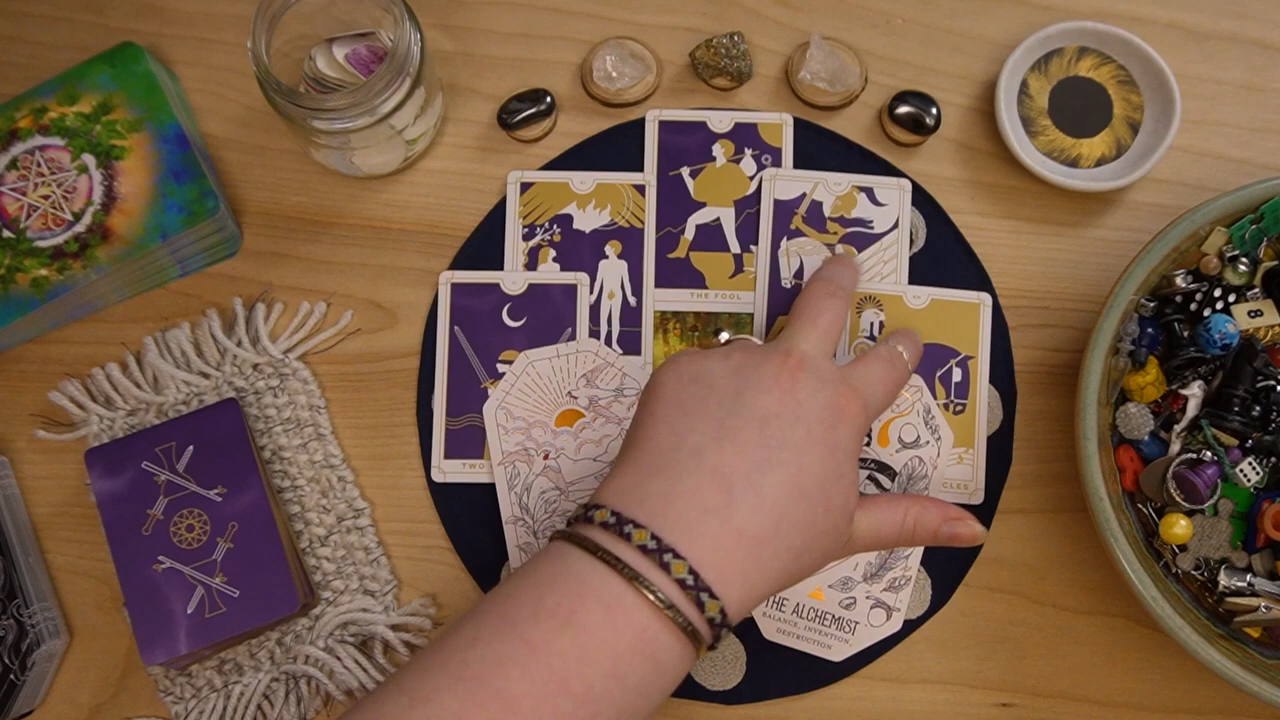 THE FOOL
TWO
CLES
8
THE ALCHEMIST
BALANCE, INVENTION,
DESTRUCTION